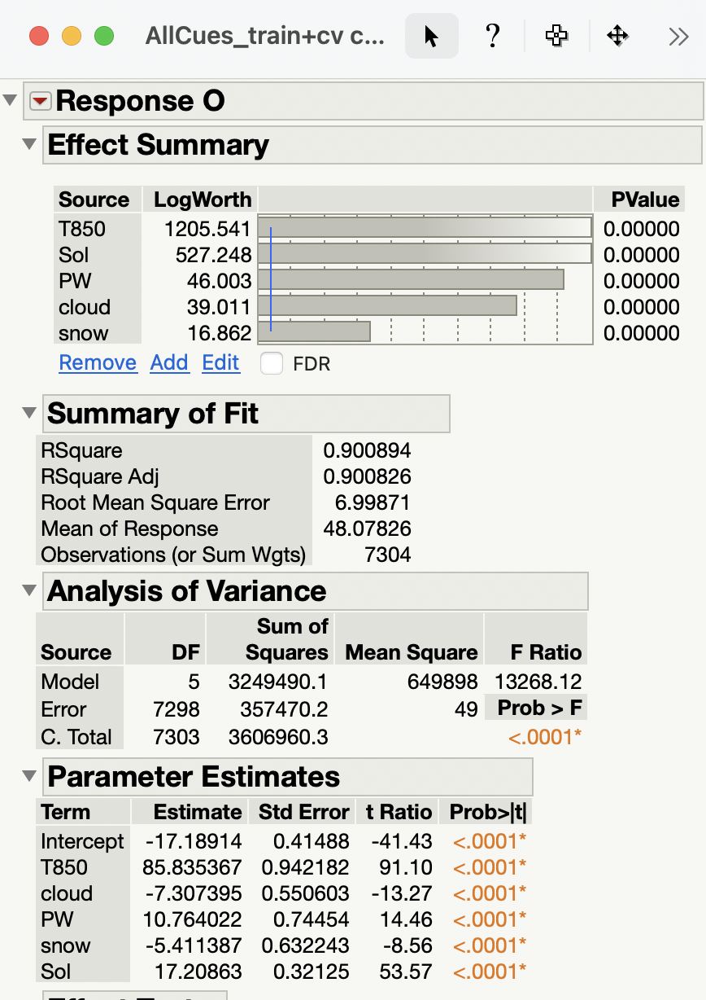 AllCues_train+cv c...
?
Response O
Effect Summary
Source LogWorth PValue
T850 1205.541 0.00000
Sol 527.248 0.00000
PW 46.003 0.00000
cloud 39.011 0.00000
snow 16.862 0.00000
Remove Add Edit FDR
Summary of Fit
RSquare 0.900894
RSquare Adj 0.900826
Root Mean Square Error 6.99871
Mean of Response 48.07826
Observations (or Sum Wgts) 7304
Analysis of Variance
Sum of
Source DF Squares Mean Square F Ratio
Model 5 3249490.1 649898 13268.12
Error 7298 357470.2 49 Prob > F
C. Total 7303 3606960.3 <.0001*
Parameter Estimates
Term Estimate Std Error t Ratio Prob>|t|
Intercept -17.18914 0.41488 -41.43 <.0001*
T850 85.835367 0.942182 91.10 <.0001*
cloud -7.307395 0.550603 -13.27 <.0001*
PW 10.764022 0.74454 14.46 <.0001*
snow -5.411387 0.632243 -8.56 <.0001*
Sol 17.20863 0.32125 53.57 <.0001*